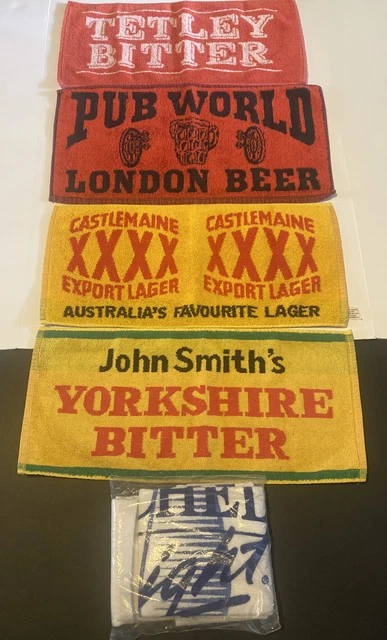 TETLEY
BITTER
PUB WORLD
LONDON BEER
CASTLEMAINE CASTLEMAINE
XXXX XXXX
EXPORT LAGER EXPORT LAGER
AUSTRALIA'S FAVOURITE LAGER
John Smith's
YORKSHIRE
BITTER
®